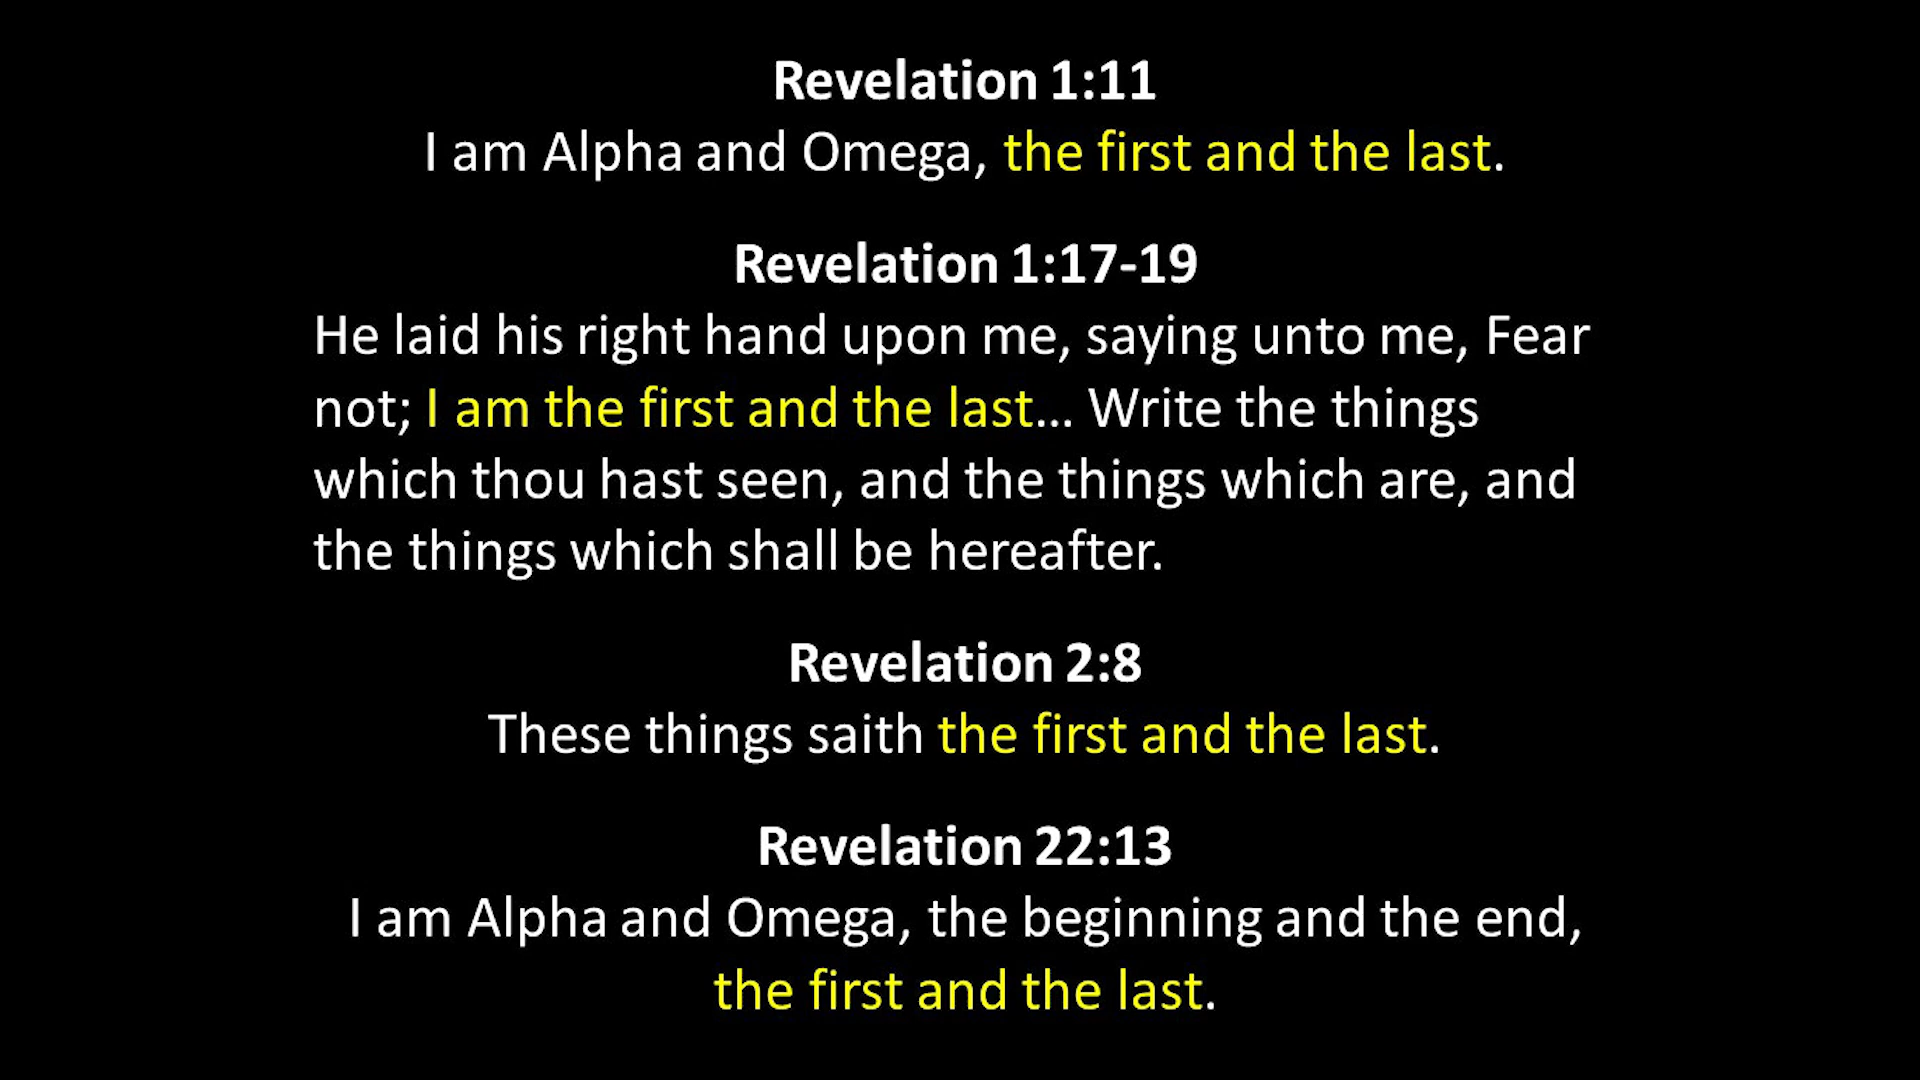 Revelation 1:11
I am Alpha and Omega, the first and the last.
Revelation 1:17-19
He laid his right hand upon me, saying unto me, Fear
not; I am the first and the last... Write the things
which thou hast seen, and the things which are, and
the things which shall be hereafter.
Revelation 2:8
These things saith the first and the last.
Revelation 22:13
I am Alpha and Omega, the beginning and the end,
the first and the last.